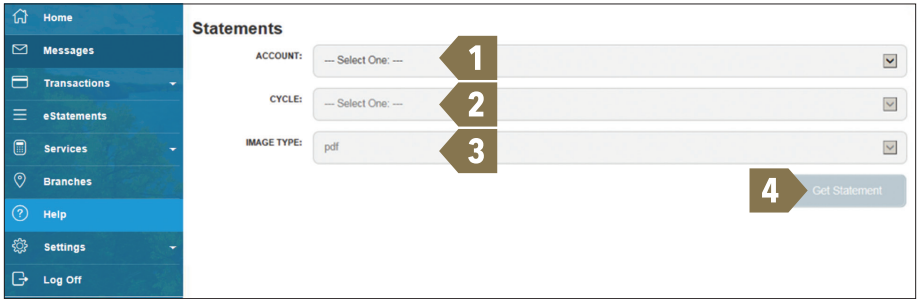 Home
Messages
Transactions
eStatements
Services
Branches
Help
Settings
Log Off
Statements
ACCOUNT: --- Select One: --- 1
CYCLE: --- Select One: --- 2
IMAGE TYPE: pdf 3
4 Get Statement